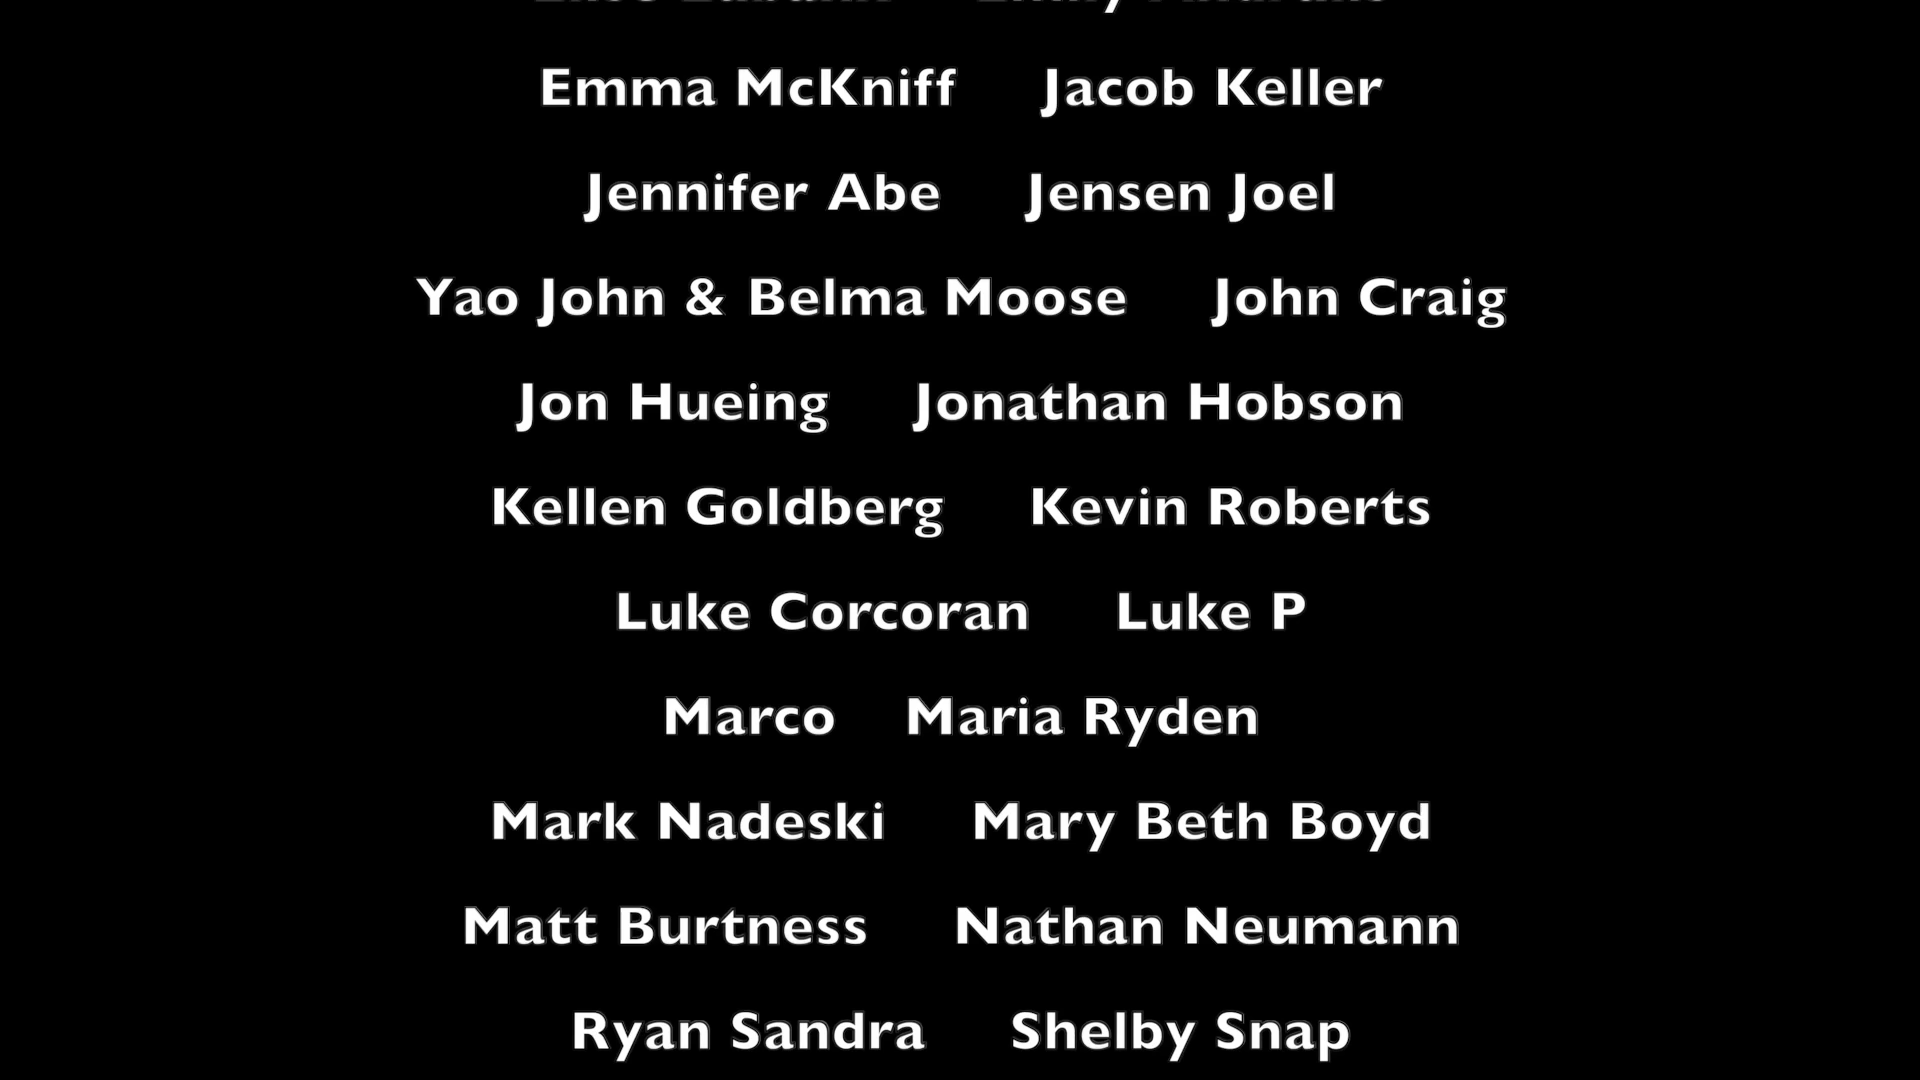 Emma McKniff Jacob Keller
Jennifer Abe Jensen Joel
Yao John & Belma Moose John Craig
Jon Hueing Jonathan Hobson
Kellen Goldberg Kevin Roberts
Luke Corcoran Luke P
Marco Maria Ryden
Mark Nadeski Mary Beth Boyd
Matt Burtness Nathan Neumann
Ryan Sandra Shelby Snap